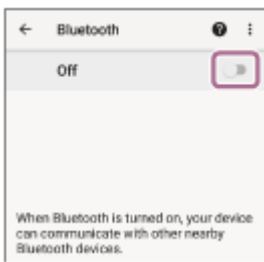 Bluetooth
Off
When Bluetooth is turned on, your device
can communicate with other nearby
Bluetooth devices.